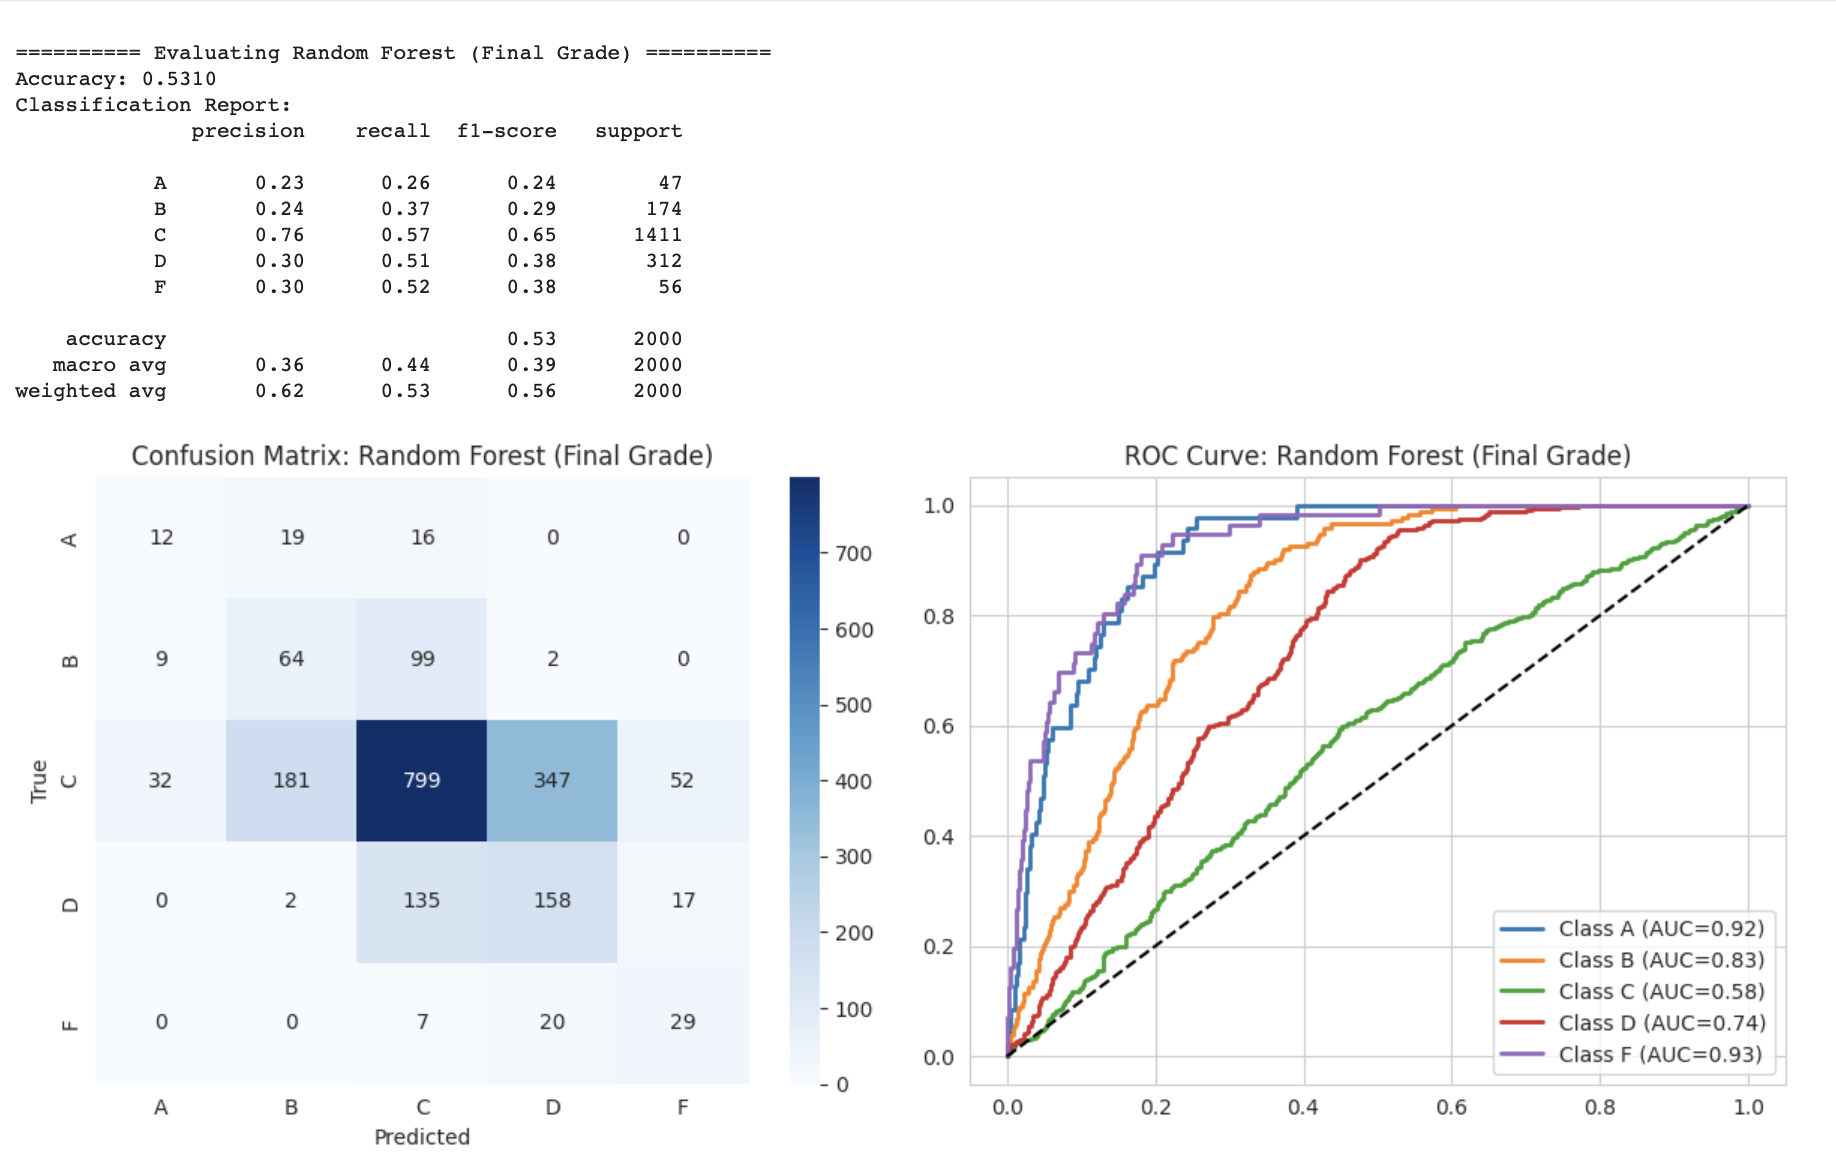 ========== Evaluating Random Forest (Final Grade) ==========
Accuracy: 0.5310
Classification Report:
precision recall f1-score support
A 0.23 0.26 0.24 47
B 0.24 0.37 0.29 174
C 0.76 0.57 0.65 1411
D 0.30 0.51 0.38 312
F 0.30 0.52 0.38 56
accuracy 0.53 2000
macro avg 0.36 0.44 0.39 2000
weighted avg 0.62 0.53 0.56 2000
Confusion Matrix: Random Forest (Final Grade)
A 12 19 16 0 0
B 9 64 99 2 0
C 32 181 799 347 52
D 0 2 135 158 17
F 0 0 7 20 29
A B C D F
True
Predicted
700
600
500
400
300
200
100
0
ROC Curve: Random Forest (Final Grade)
1.0
0.8
0.6
0.4
0.2
0.0
0.0 0.2 0.4 0.6 0.8 1.0
Class A (AUC=0.92)
Class B (AUC=0.83)
Class C (AUC=0.58)
Class D (AUC=0.74)
Class F (AUC=0.93)